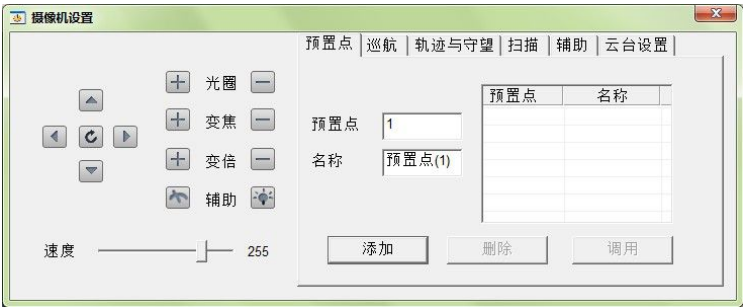 摄像机设置
预置点 巡航 轨迹与守望 扫描 辅助 云台设置
光圈
变焦
变倍
辅助
速度 255
预置点 1
名称 预置点(1)
预置点 名称
添加 删除 调用